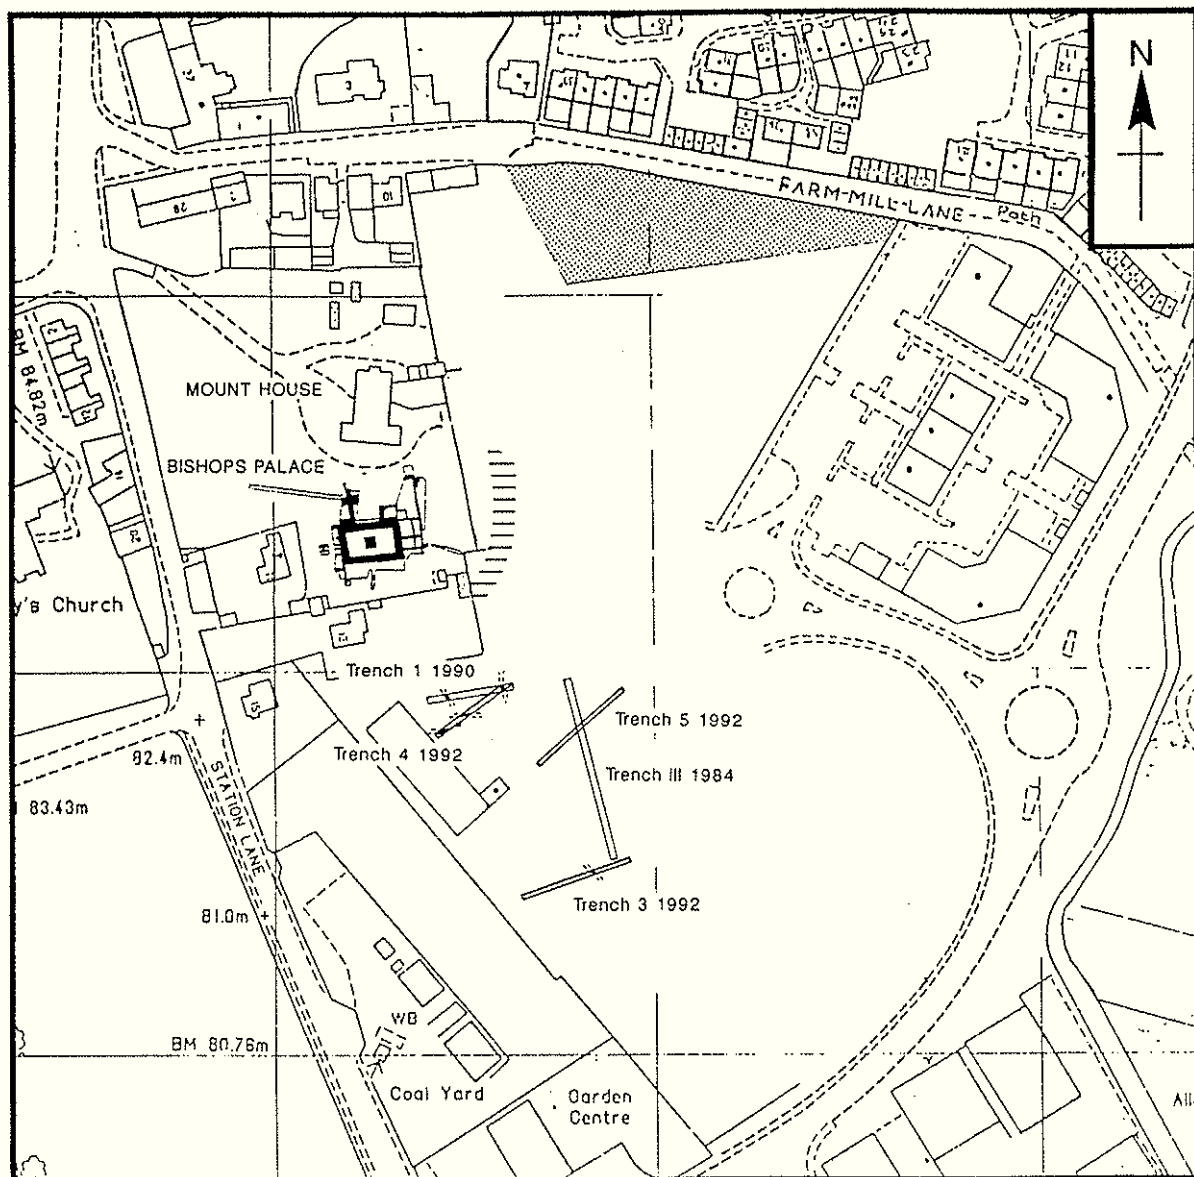 N
FARM-MILL-LANE
Path
BM 84.82m
MOUNT HOUSE
BISHOPS PALACE
y's Church
Trench 1 1990
Trench 5 1992
Trench 4 1992
Trench III 1984
82.4m
83.43m
STATION LANE
Trench 3 1992
81.0m
WB
BM 80.76m
Coal Yard
Garden
Centre
All